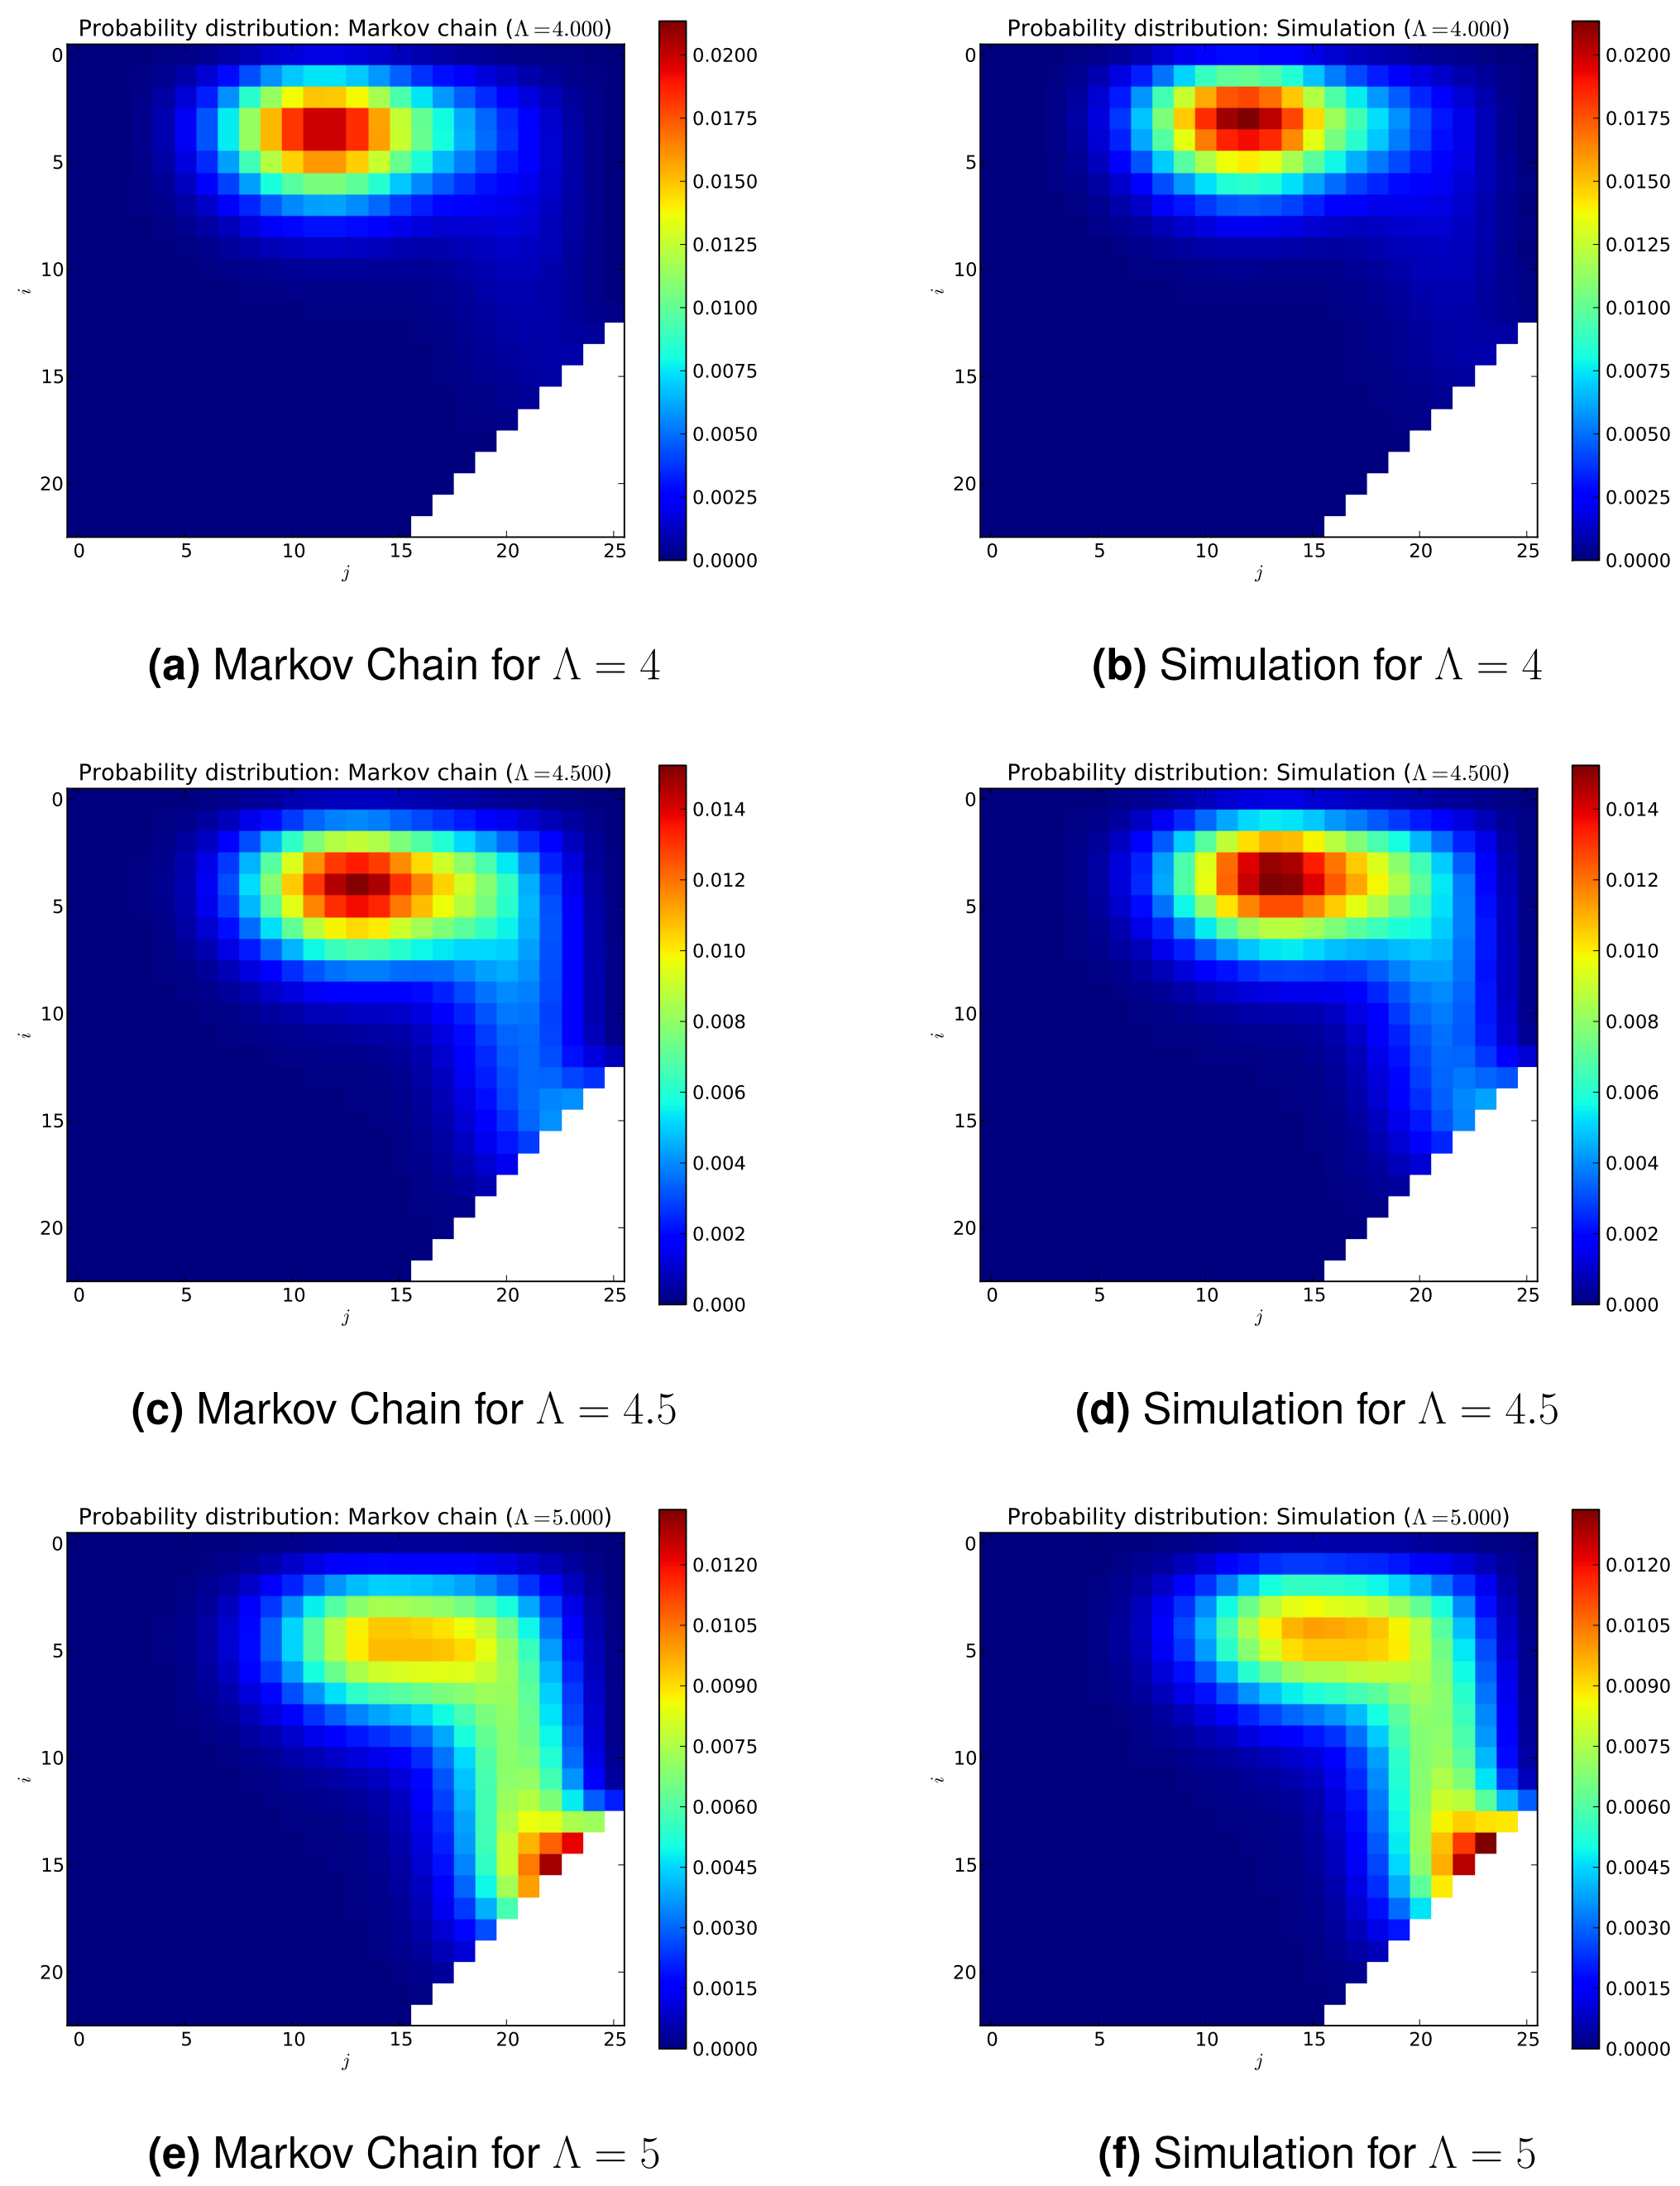 Probability distribution: Markov chain (Λ=4.000)
0
5
10
15
20
i
0 5 10 15 20 25
j
0.0200
0.0175
0.0150
0.0125
0.0100
0.0075
0.0050
0.0025
0.0000
(a) Markov Chain for Λ = 4
Probability distribution: Simulation (Λ=4.000)
0
5
10
15
20
i
0 5 10 15 20 25
j
0.0200
0.0175
0.0150
0.0125
0.0100
0.0075
0.0050
0.0025
0.0000
(b) Simulation for Λ = 4
Probability distribution: Markov chain (Λ=4.500)
0
5
10
15
20
i
0 5 10 15 20 25
j
0.014
0.012
0.010
0.008
0.006
0.004
0.002
0.000
(c) Markov Chain for Λ = 4.5
Probability distribution: Simulation (Λ=4.500)
0
5
10
15
20
i
0 5 10 15 20 25
j
0.014
0.012
0.010
0.008
0.006
0.004
0.002
0.000
(d) Simulation for Λ = 4.5
Probability distribution: Markov chain (Λ=5.000)
0
5
10
15
20
i
0 5 10 15 20 25
j
0.0120
0.0105
0.0090
0.0075
0.0060
0.0045
0.0030
0.0015
0.0000
(e) Markov Chain for Λ = 5
Probability distribution: Simulation (Λ=5.000)
0
5
10
15
20
i
0 5 10 15 20 25
j
0.0120
0.0105
0.0090
0.0075
0.0060
0.0045
0.0030
0.0015
0.0000
(f) Simulation for Λ = 5